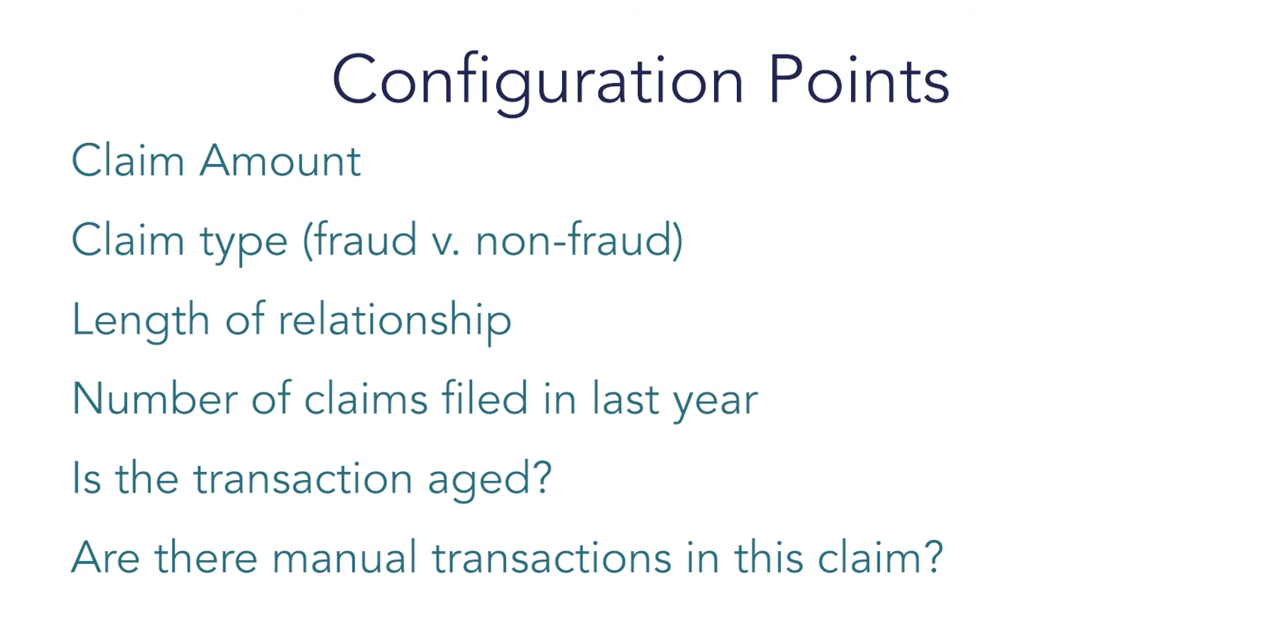 Configuration Points
Claim Amount
Claim type (fraud v. non-fraud)
Length of relationship
Number of claims filed in last year
Is the transaction aged?
Are there manual transactions in this claim?